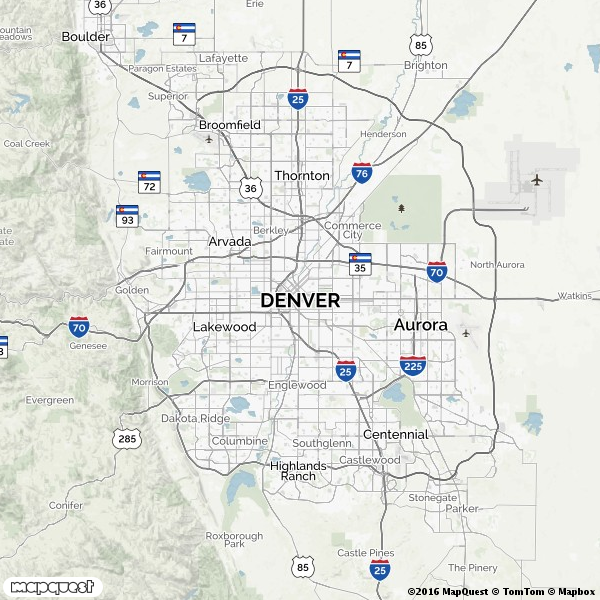 Erie
36
Boulder
7
85
Lafayette
Mountain
Meadows
Paragon Estates
7
Brighton
Superior
25
Broomfield
Henderson
Coal Creek
Thornton
76
72
36
93
Berkley
Commerce
City
Arvada
Fairmount
35
70
North Aurora
Golden
DENVER
Watkins
70
Lakewood
Aurora
Genesee
25
225
Morrison
Englewood
Evergreen
Dakota Ridge
285
Columbine
Southglenn
Centennial
Castlewood
Highlands
Ranch
Stonegate
Parker
Conifer
Roxborough
Park
Castle Pines
85
25
The Pinery
mapquest
©2016 MapQuest © TomTom © Mapbox